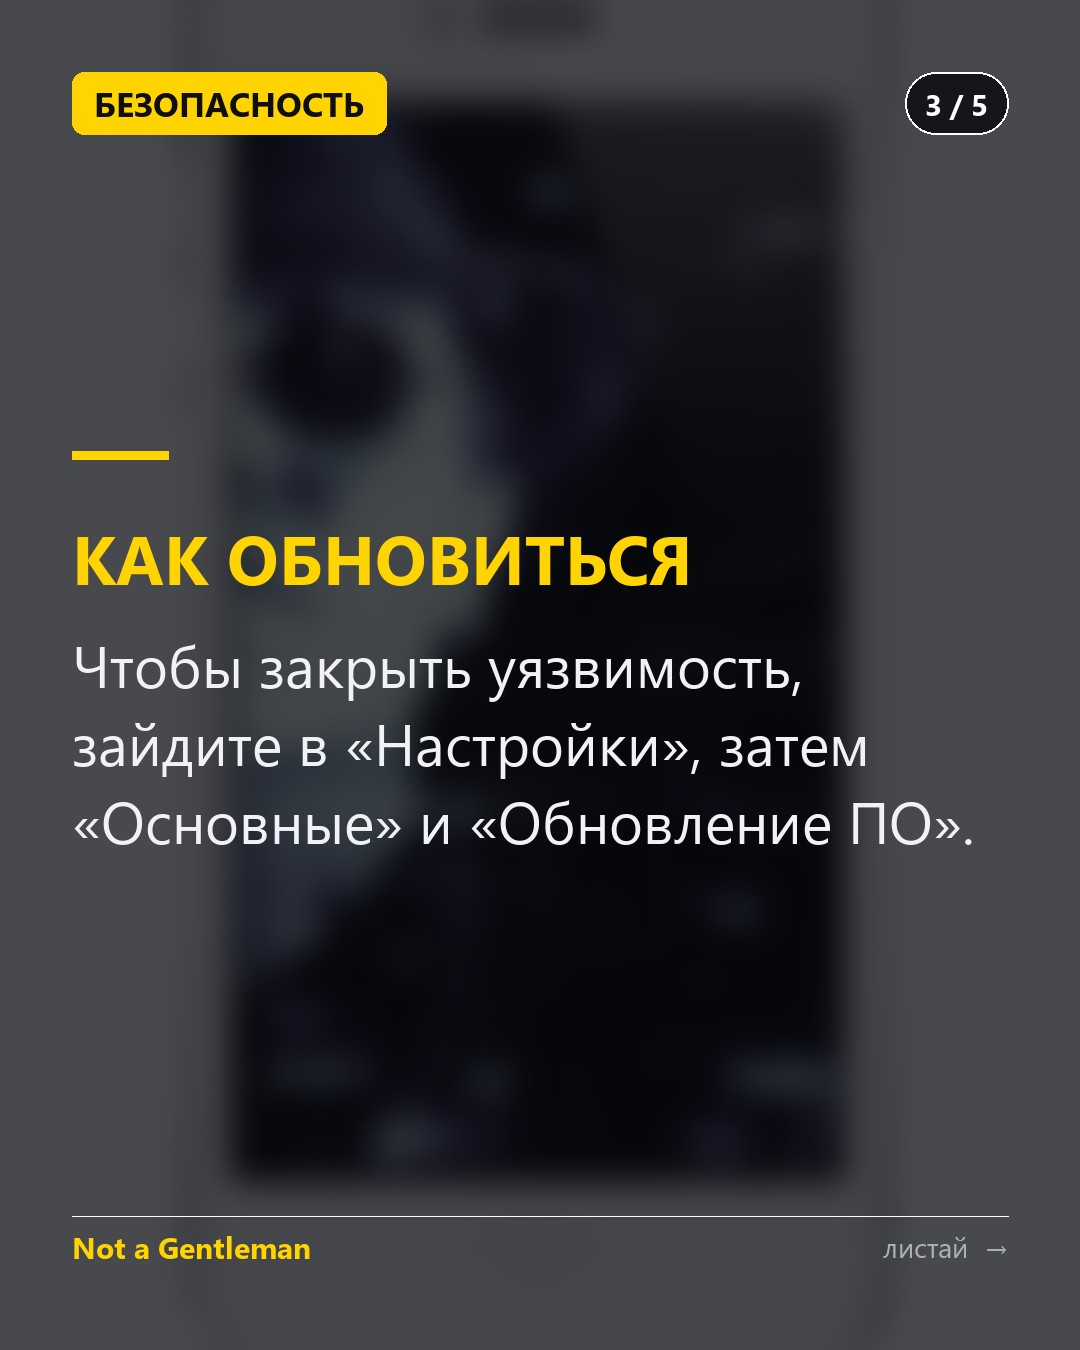 БЕЗОПАСНОСТЬ
3 / 5
КАК ОБНОВИТЬСЯ
Чтобы закрыть уязвимость,
зайдите в «Настройки», затем
«Основные» и «Обновление ПО».
Not a Gentleman
листай →